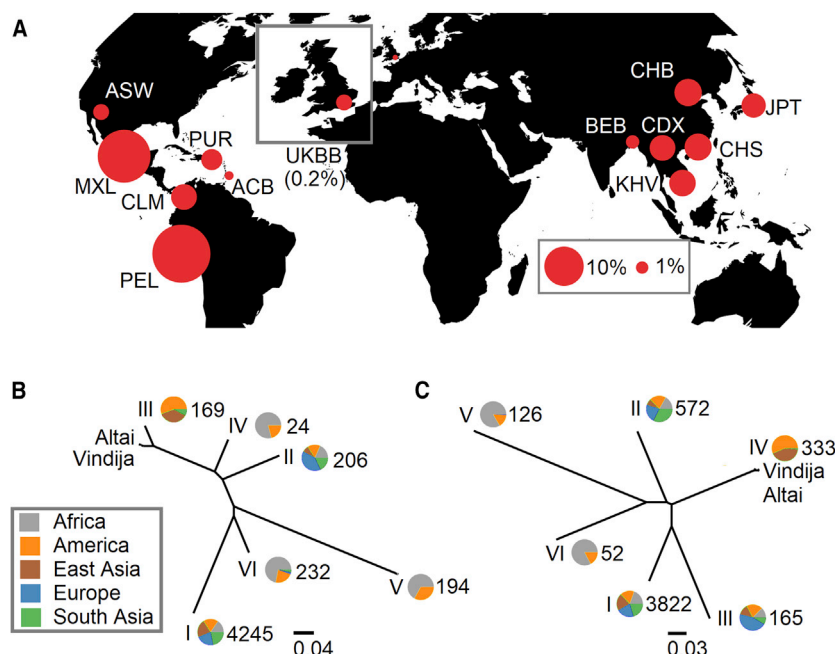 A
ASW
MXL
PUR
ACB
CLM
PEL
UKBB
(0.2%)
CHB
JPT
BEB
CDX
CHS
KHV
10%
1%
B
III 169
IV 24
Altai
Vindija
II 206
VI 232
V 194
I 4245
0.04
Africa
America
East Asia
Europe
South Asia
C
V 126
II 572
IV 333
Vindija
Altai
VI 52
I 3822
III 165
0.03